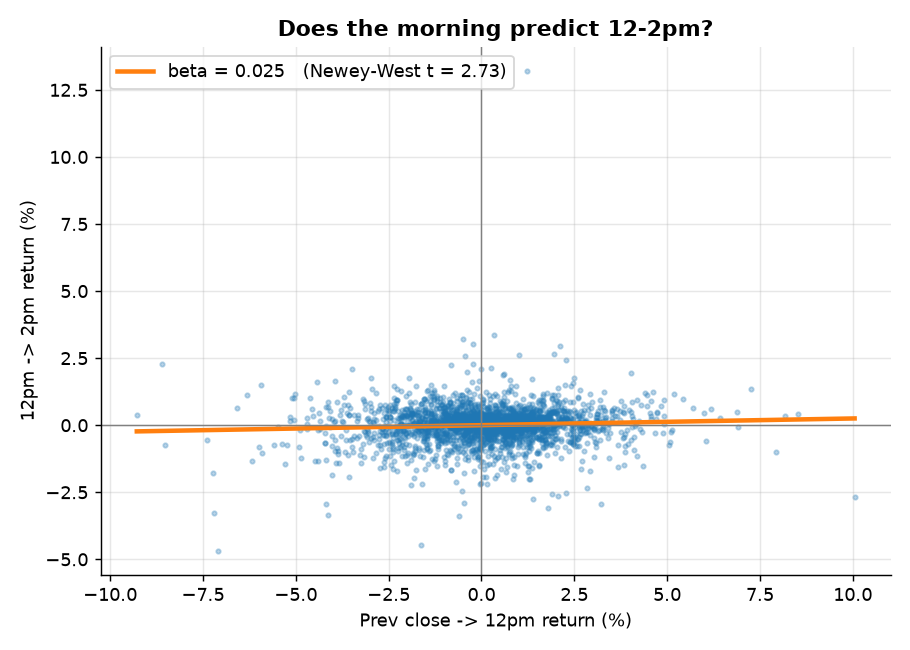 Does the morning predict 12-2pm?
beta = 0.025   (Newey-West t = 2.73)
12.5
10.0
7.5
5.0
2.5
0.0
−2.5
−5.0
12pm -> 2pm return (%)
−10.0 −7.5 −5.0 −2.5 0.0 2.5 5.0 7.5 10.0
Prev close -> 12pm return (%)